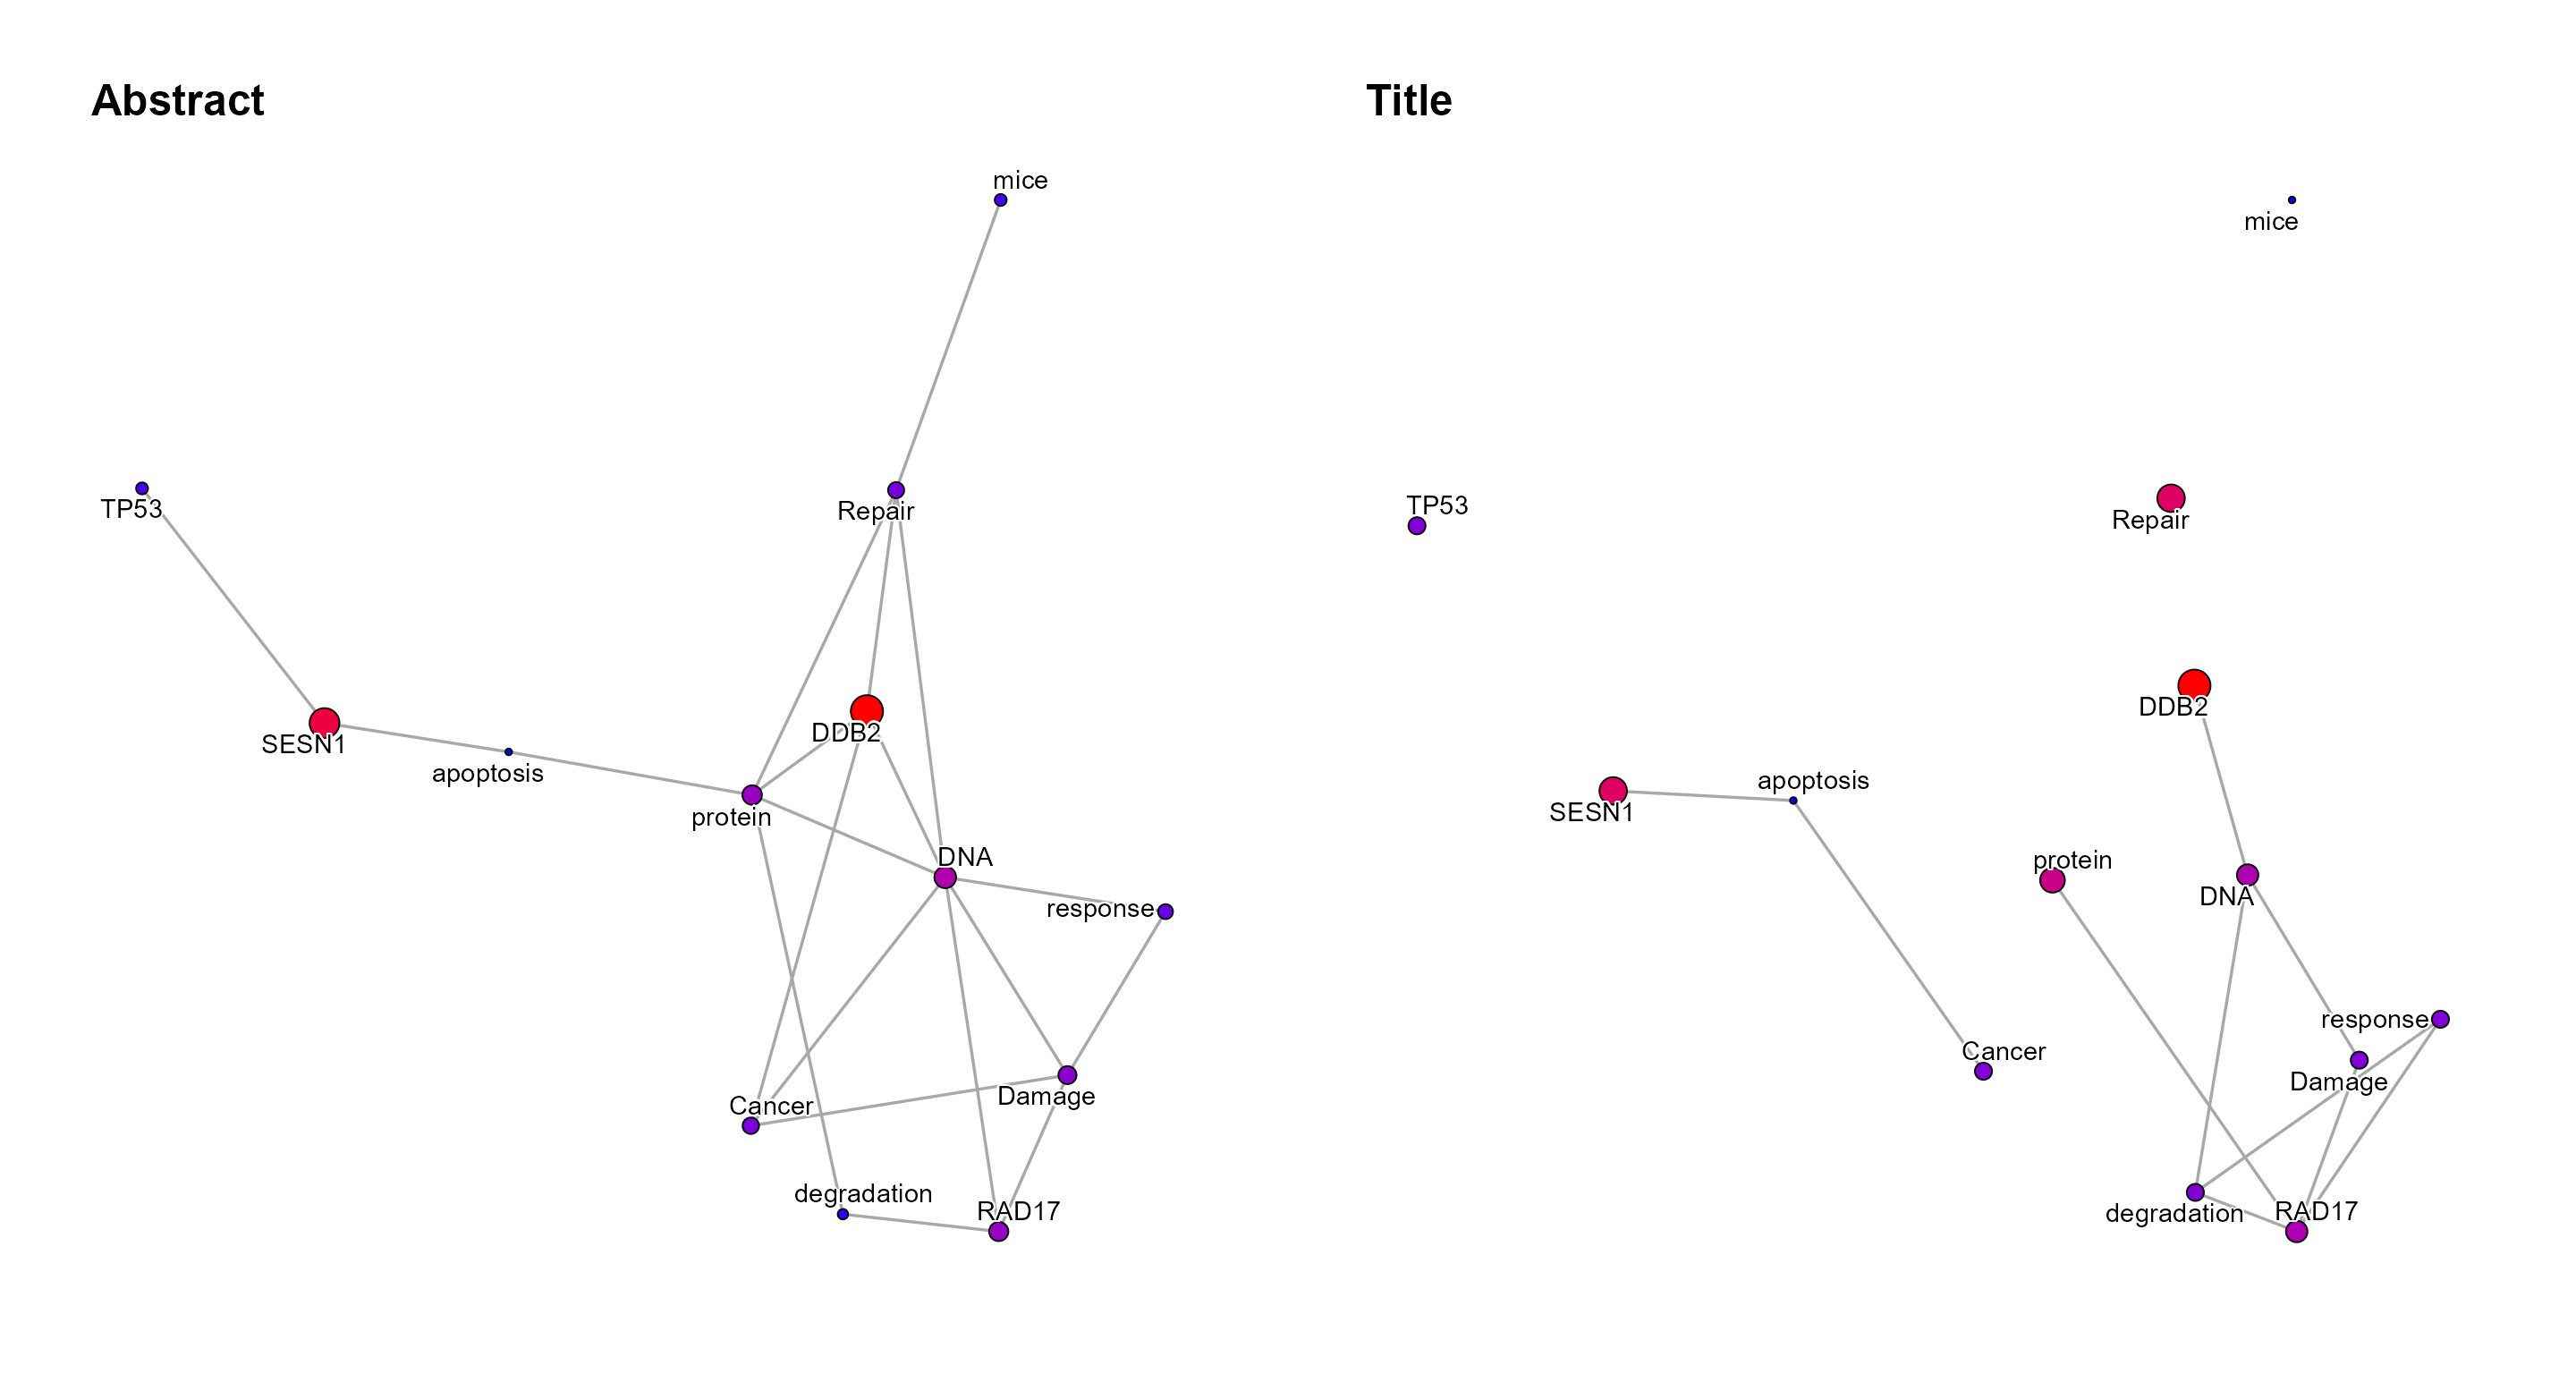 Abstract
mice
TP53
Repair
SESN1
DDB2
apoptosis
protein
DNA
response
Damage
Cancer
degradation
RAD17
Title
mice
TP53
Repair
DDB2
SESN1
apoptosis
protein
DNA
response
Cancer
Damage
degradation
RAD17